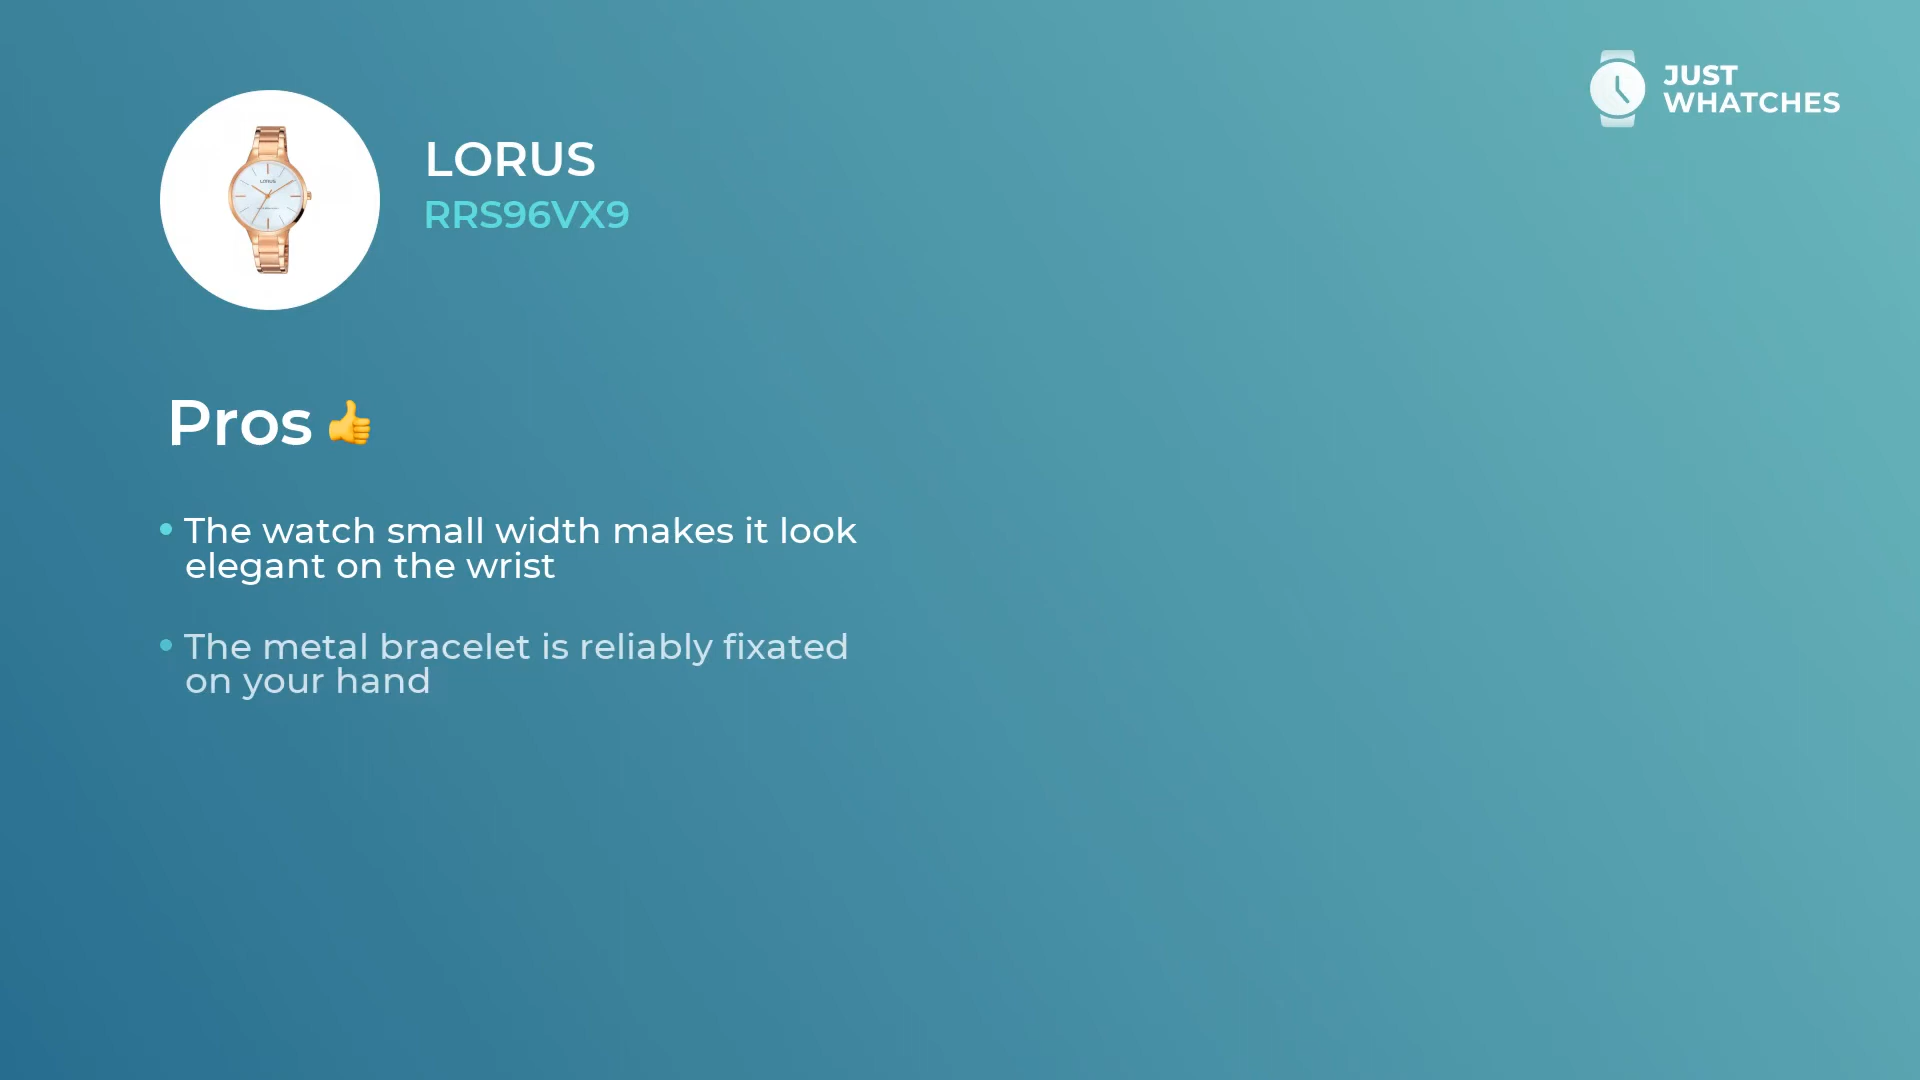 JUST
WHATCHES
LORUS
RRS96VX9
Pros
The watch small width makes it look
elegant on the wrist
The metal bracelet is reliably fixated
on your hand